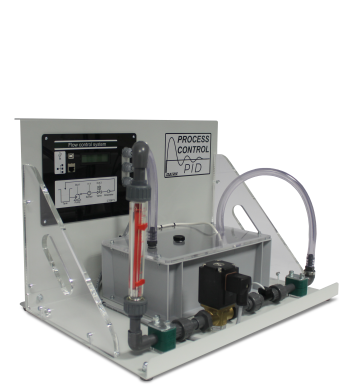 Flow control system
PROCESS
CONTROL
PID